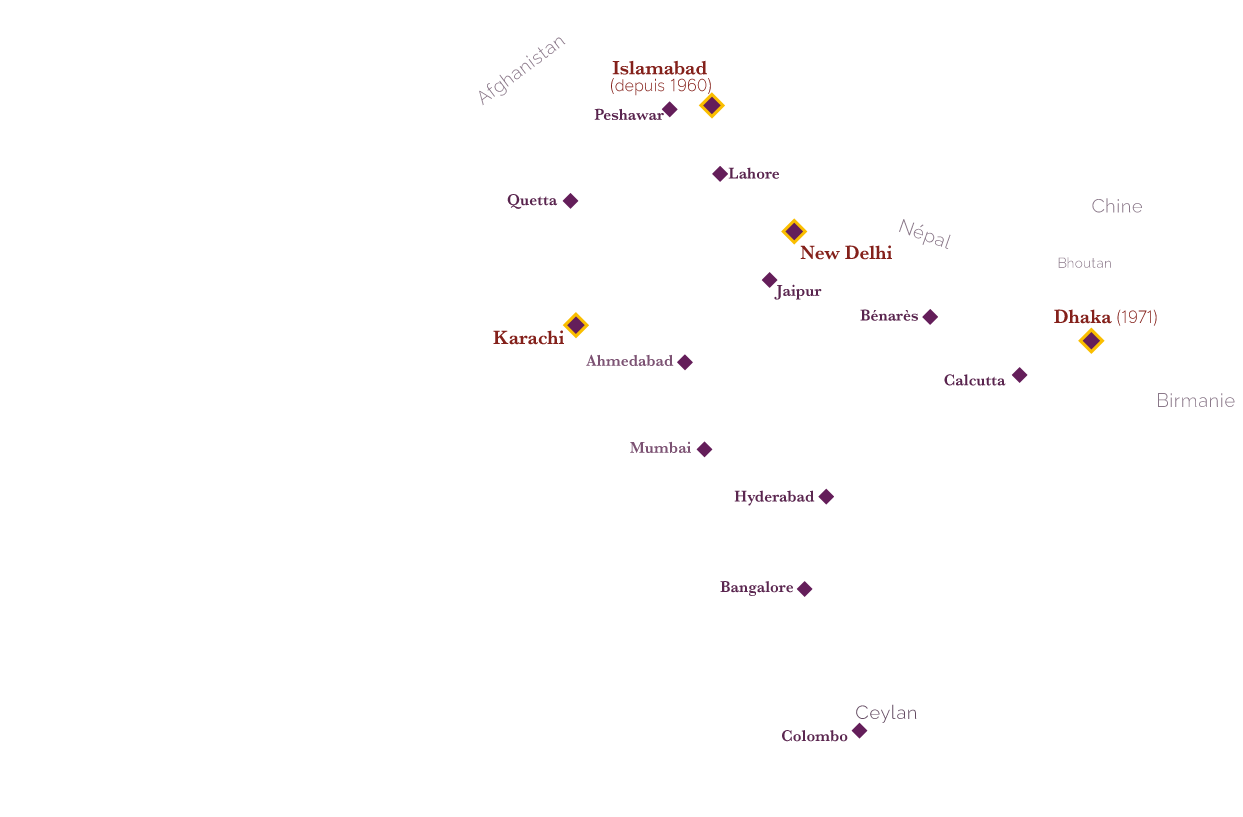 Afghanistan
Islamabad
(depuis 1960)
Peshawar
Lahore
Quetta
Chine
Népal
New Delhi
Bhoutan
Jaipur
Bénarès
Dhaka (1971)
Karachi
Ahmedabad
Calcutta
Birmanie
Mumbai
Hyderabad
Bangalore
Ceylan
Colombo